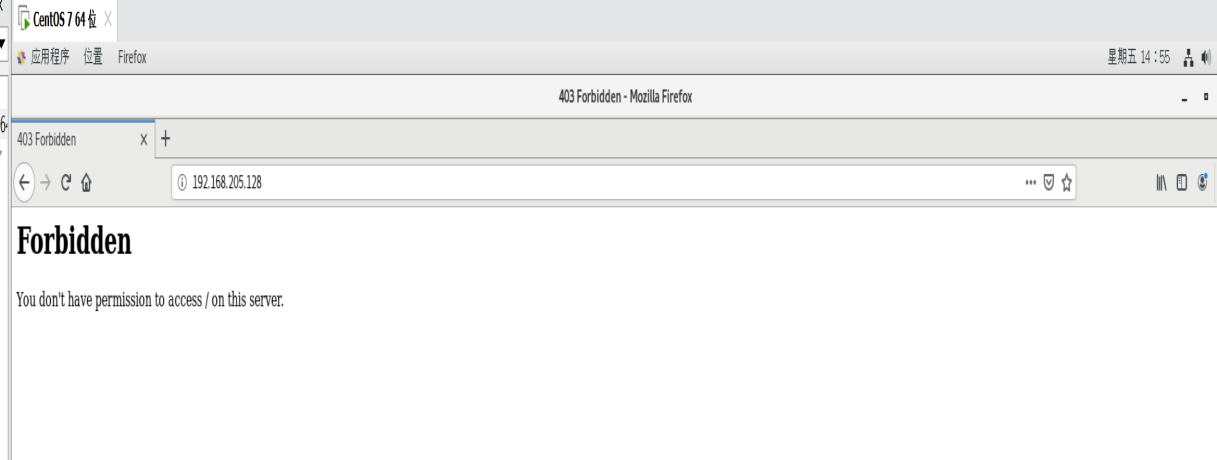 CentOS 7 64 位
应用程序 位置 Firefox 星期五 14：55
403 Forbidden - Mozilla Firefox
403 Forbidden
192.168.205.128
Forbidden
You don't have permission to access / on this server.